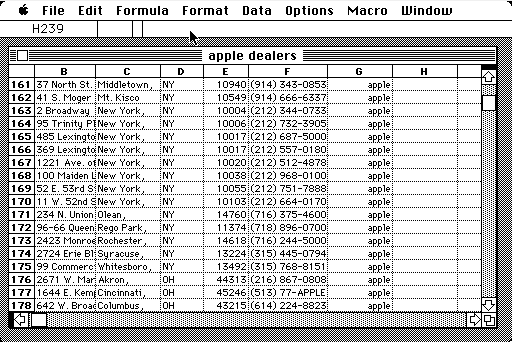 File Edit Formula Format Data Options Macro Window
H239
apple dealers
B C D E F G H
161 37 North St. Middletown, NY 10940 (914) 343-0853 apple
162 41 S. Moger Mt. Kisco NY 10549 (914) 666-6337 apple
163 2 Broadway New York, NY 10004 (212) 344-0733 apple
164 95 Trinity Pl New York, NY 10006 (212) 732-3905 apple
165 485 Lexingto New York, NY 10017 (212) 687-5000 apple
166 369 Lexingto New York, NY 10017 (212) 557-0180 apple
167 1221 Ave. of New York, NY 10020 (212) 512-4878 apple
168 100 Maiden L New York, NY 10038 (212) 968-0100 apple
169 52 E. 53rd S New York, NY 10055 (212) 751-7888 apple
170 11 W. 52nd S New York, NY 10103 (212) 664-0170 apple
171 234 N. Union Olean, NY 14760 (716) 375-4600 apple
172 96-66 Queen Rego Park, NY 11374 (718) 896-0700 apple
173 2423 Monroe Rochester, NY 14618 (716) 244-5000 apple
174 2724 Erie Bl Syracuse, NY 13224 (315) 445-0794 apple
175 99 Commerc Whitesboro, NY 13492 (315) 768-8151 apple
176 2671 W. Mar Akron, OH 44313 (216) 867-0808 apple
177 1644 E. Kemp Cincinnati, OH 45246 (513) 77-APPLE apple
178 642 W. Broad Columbus, OH 43215 (614) 224-8823 apple